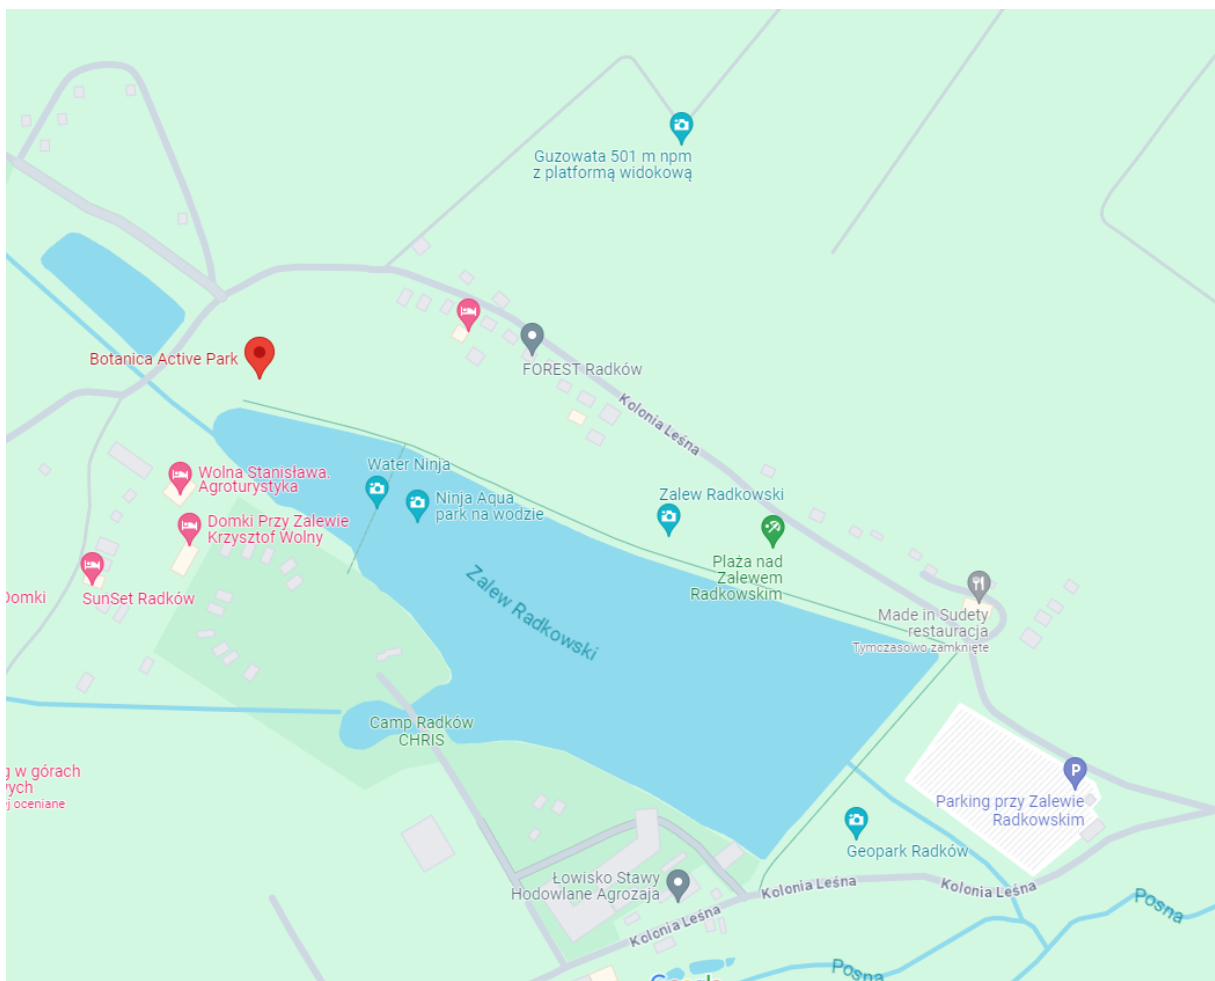 Guzowata 501 m npm
z platformą widokową
Botanica Active Park
FOREST Radków
Kolonia Leśna
Water Ninja
Wolna Stanisława.
Agroturystyka
Ninja Aqua
park na wodzie
Zalew Radkowski
Domki Przy Zalewie
Krzysztof Wolny
Plaża nad
Zalewem
Radkowskim
Zalew Radkowski
SunSet Radków
Domki
Made in Sudety
restauracja
Tymczasowo zamknięte
Camp Radków
CHRIS
g w górach
wych
ej oceniane
P
Parking przy Zalewie
Radkowskim
Geopark Radków
Łowisko Stawy
Hodowlane Agrozaja
Kolonia Leśna
Kolonia Leśna
Kolonia Leśna
Posna
Posna
Google